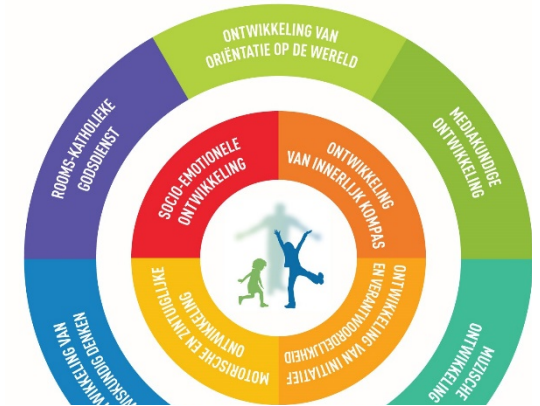 ONTWIKKELING VAN
ORIËNTATIE OP DE WERELD
ROOMS-KATHOLIEKE
GODSDIENST
MEDIAKUNDIGE
ONTWIKKELING
SOCIO-EMOTIONELE
ONTWIKKELING
ONTWIKKELING
VAN INNERLIJK KOMPAS
MOTORISCHE EN ZINTUIGLIJKE
ONTWIKKELING
ONTWIKKELING VAN INITIATIEF
EN VERANTWOORDELIJKHEID
VAN
DENKEN
MUZISCHE
ONTWIKKELING